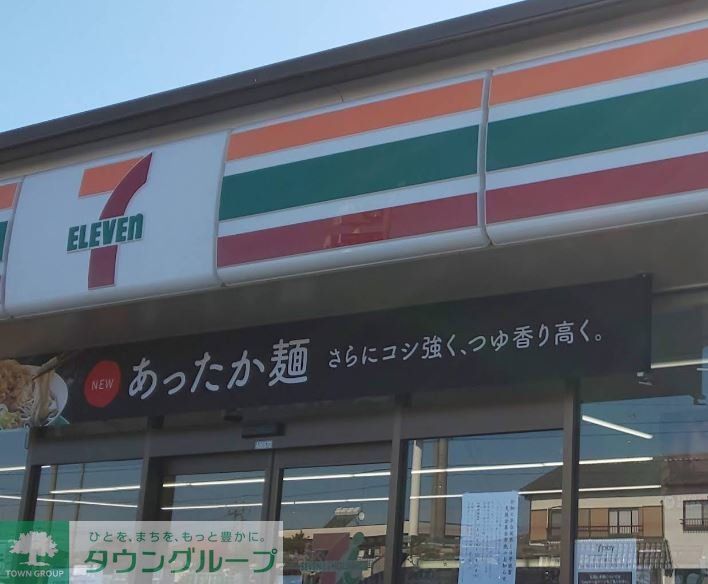 ELEVEn
NEW
あったか麺
さらにコシ強く、つゆ香り高く。
ひとを、まちを、もっと豊かに。
タウングループ
TOWN GROUP